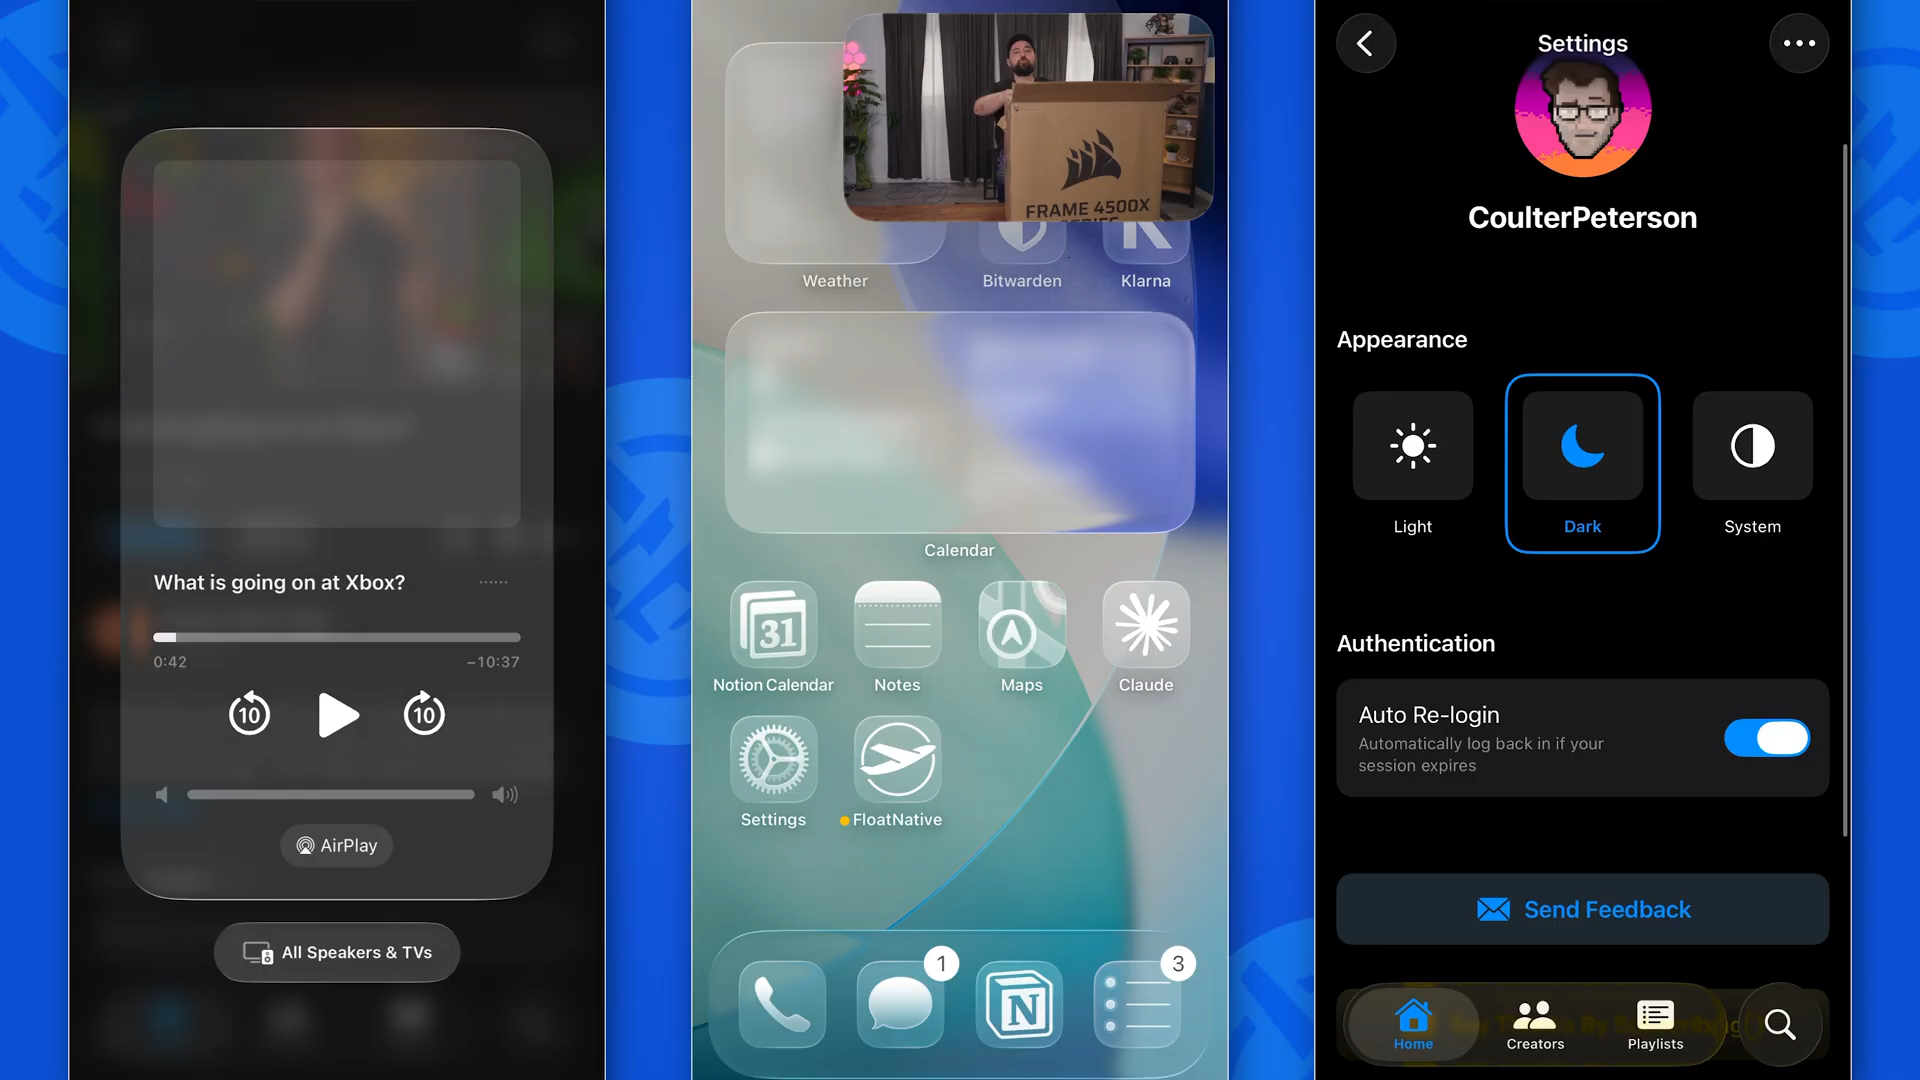 What is going on at Xbox?
0:42
−10:37
10
10
AirPlay
All Speakers & TVs
FRAME 4500X
SERIES
Weather
Bitwarden
Klarna
Calendar
31
Notion Calendar
Notes
Maps
Claude
Settings
FloatNative
1
N
3
Settings
CoulterPeterson
Appearance
Light
Dark
System
Authentication
Auto Re-login
Automatically log back in if your
session expires
Send Feedback
Home
Creators
Playlists